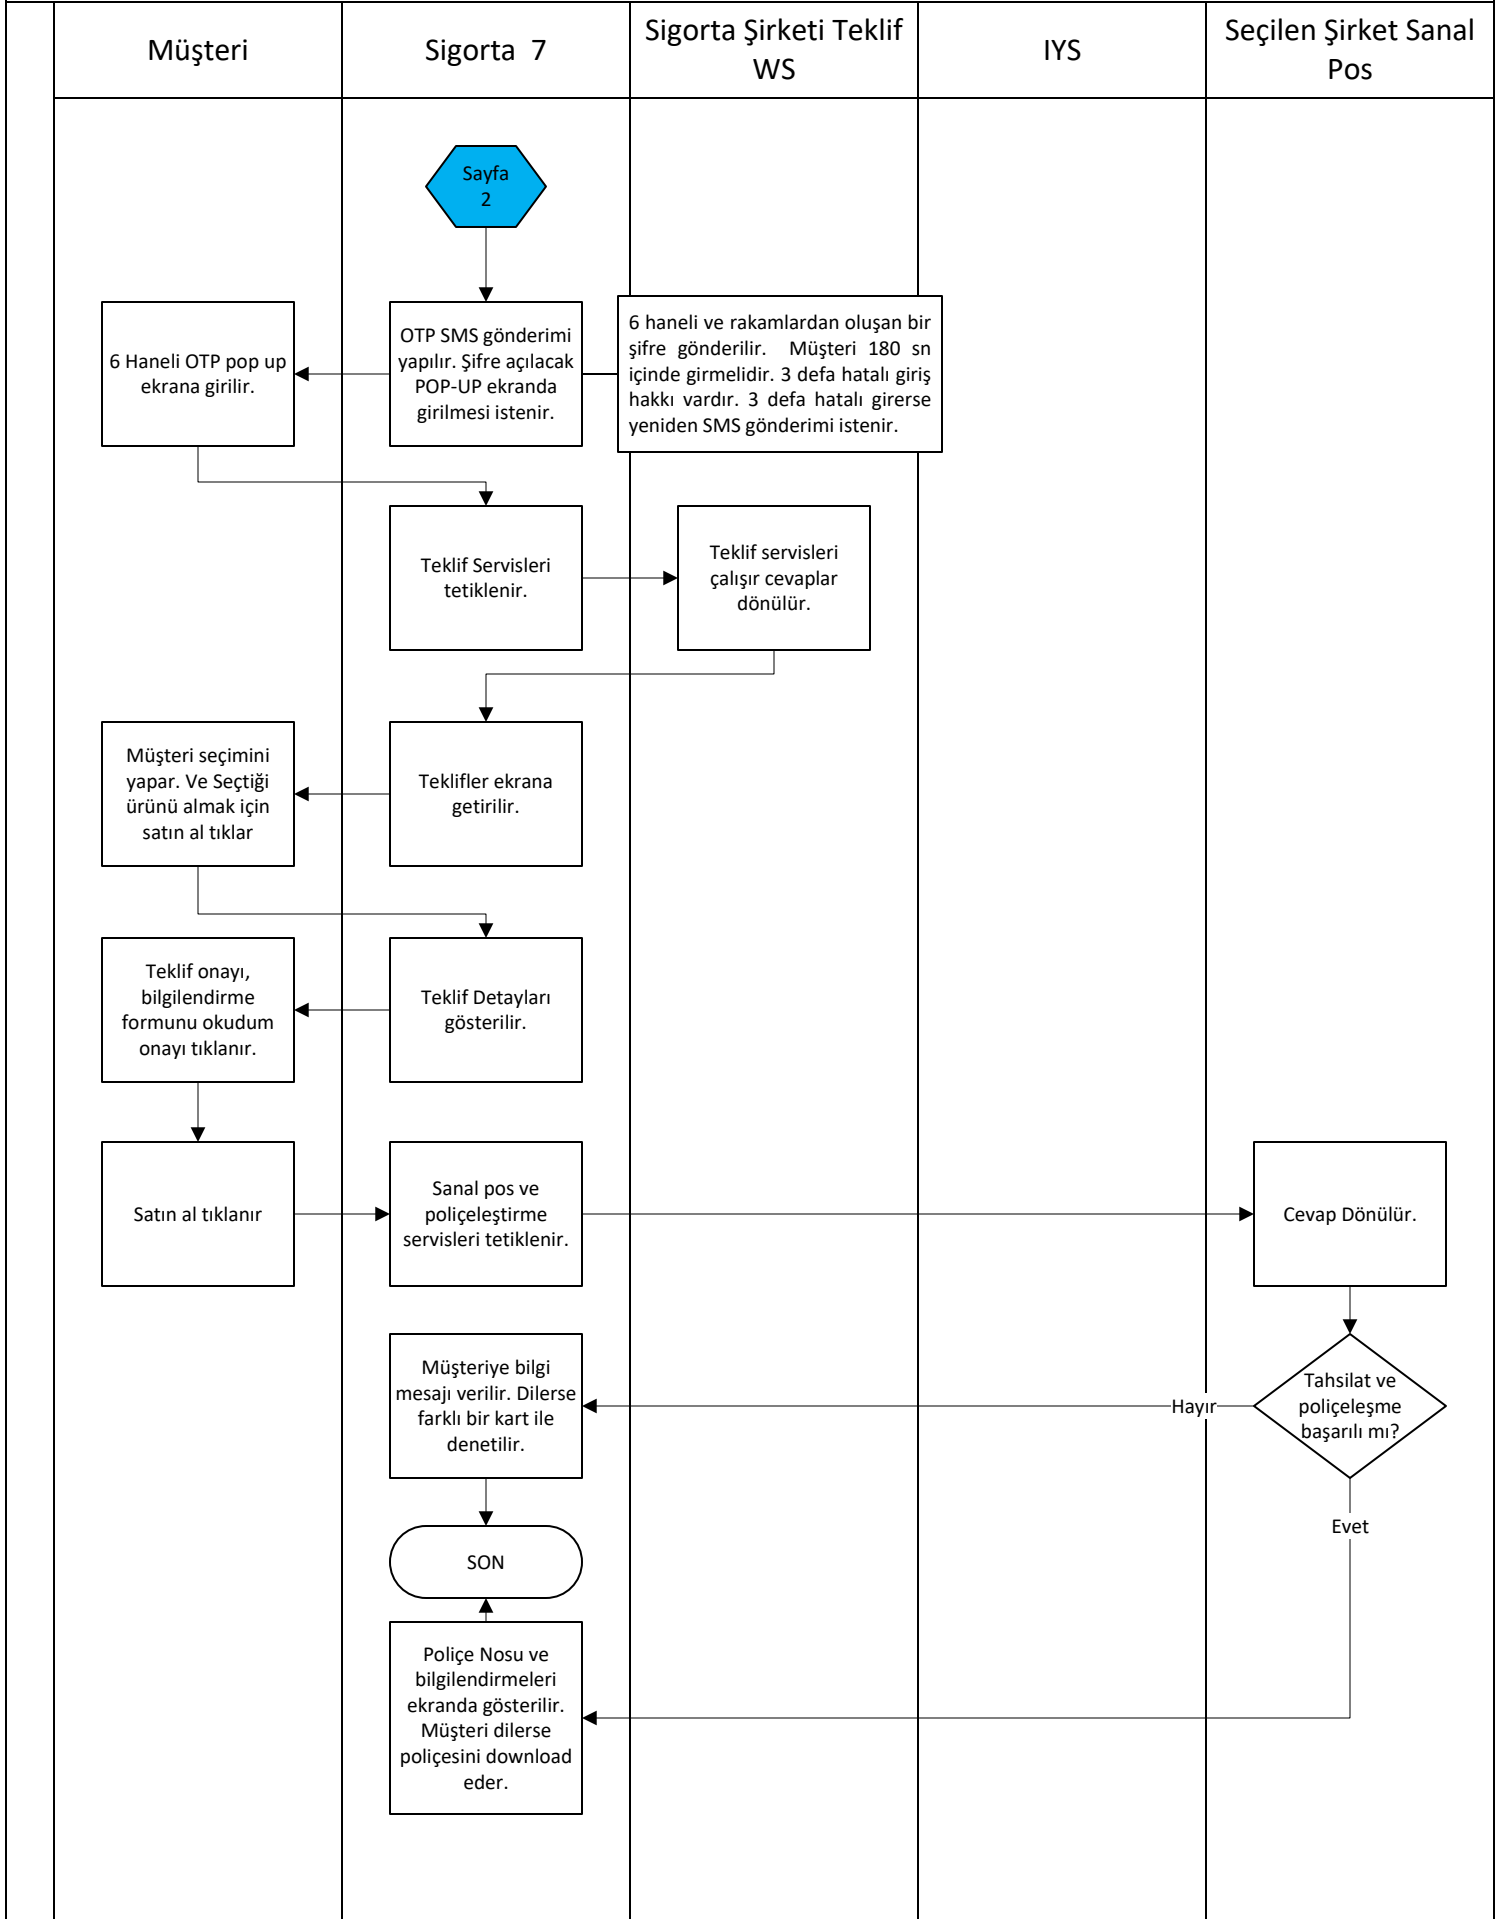 Müşteri
Sigorta 7
Sigorta Şirketi Teklif
WS
IYS
Seçilen Şirket Sanal
Pos
Sayfa
2
6 Haneli OTP pop up
ekrana girilir.
OTP SMS gönderimi
yapılır. Şifre açılacak
POP-UP ekranda
girilmesi istenir.
6 haneli ve rakamlardan oluşan bir
şifre gönderilir. Müşteri 180 sn
içinde girmelidir. 3 defa hatalı giriş
hakkı vardır. 3 defa hatalı girerse
yeniden SMS gönderimi istenir.
Teklif Servisleri
tetiklenir.
Teklif servisleri
çalışır cevaplar
dönülür.
Müşteri seçimini
yapar. Ve Seçtiği
ürünü almak için
satın al tıklar
Teklifler ekrana
getirilir.
Teklif onayı,
bilgilendirme
formunu okudum
onayı tıklanır.
Teklif Detayları
gösterilir.
Satın al tıklanır
Sanal pos ve
poliçeleştirme
servisleri tetiklenir.
Cevap Dönülür.
Müşteriye bilgi
mesajı verilir. Dilerse
farklı bir kart ile
denetilir.
Hayır
Tahsilat ve
poliçeleşme
başarılı mı?
Evet
SON
Poliçe Nosu ve
bilgilendirmeleri
ekranda gösterilir.
Müşteri dilerse
poliçesini download
eder.